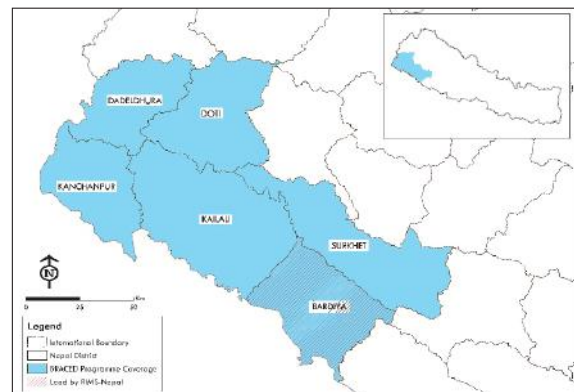 DADELDHURA
DOTI
KANCHANPUR
KAILALI
SURKHET
BARDIYA
N
0 25 50
Km
Legend
International Boundary
Nepal District
BRACED Programme Coverage
Lead by RIMS-Nepal